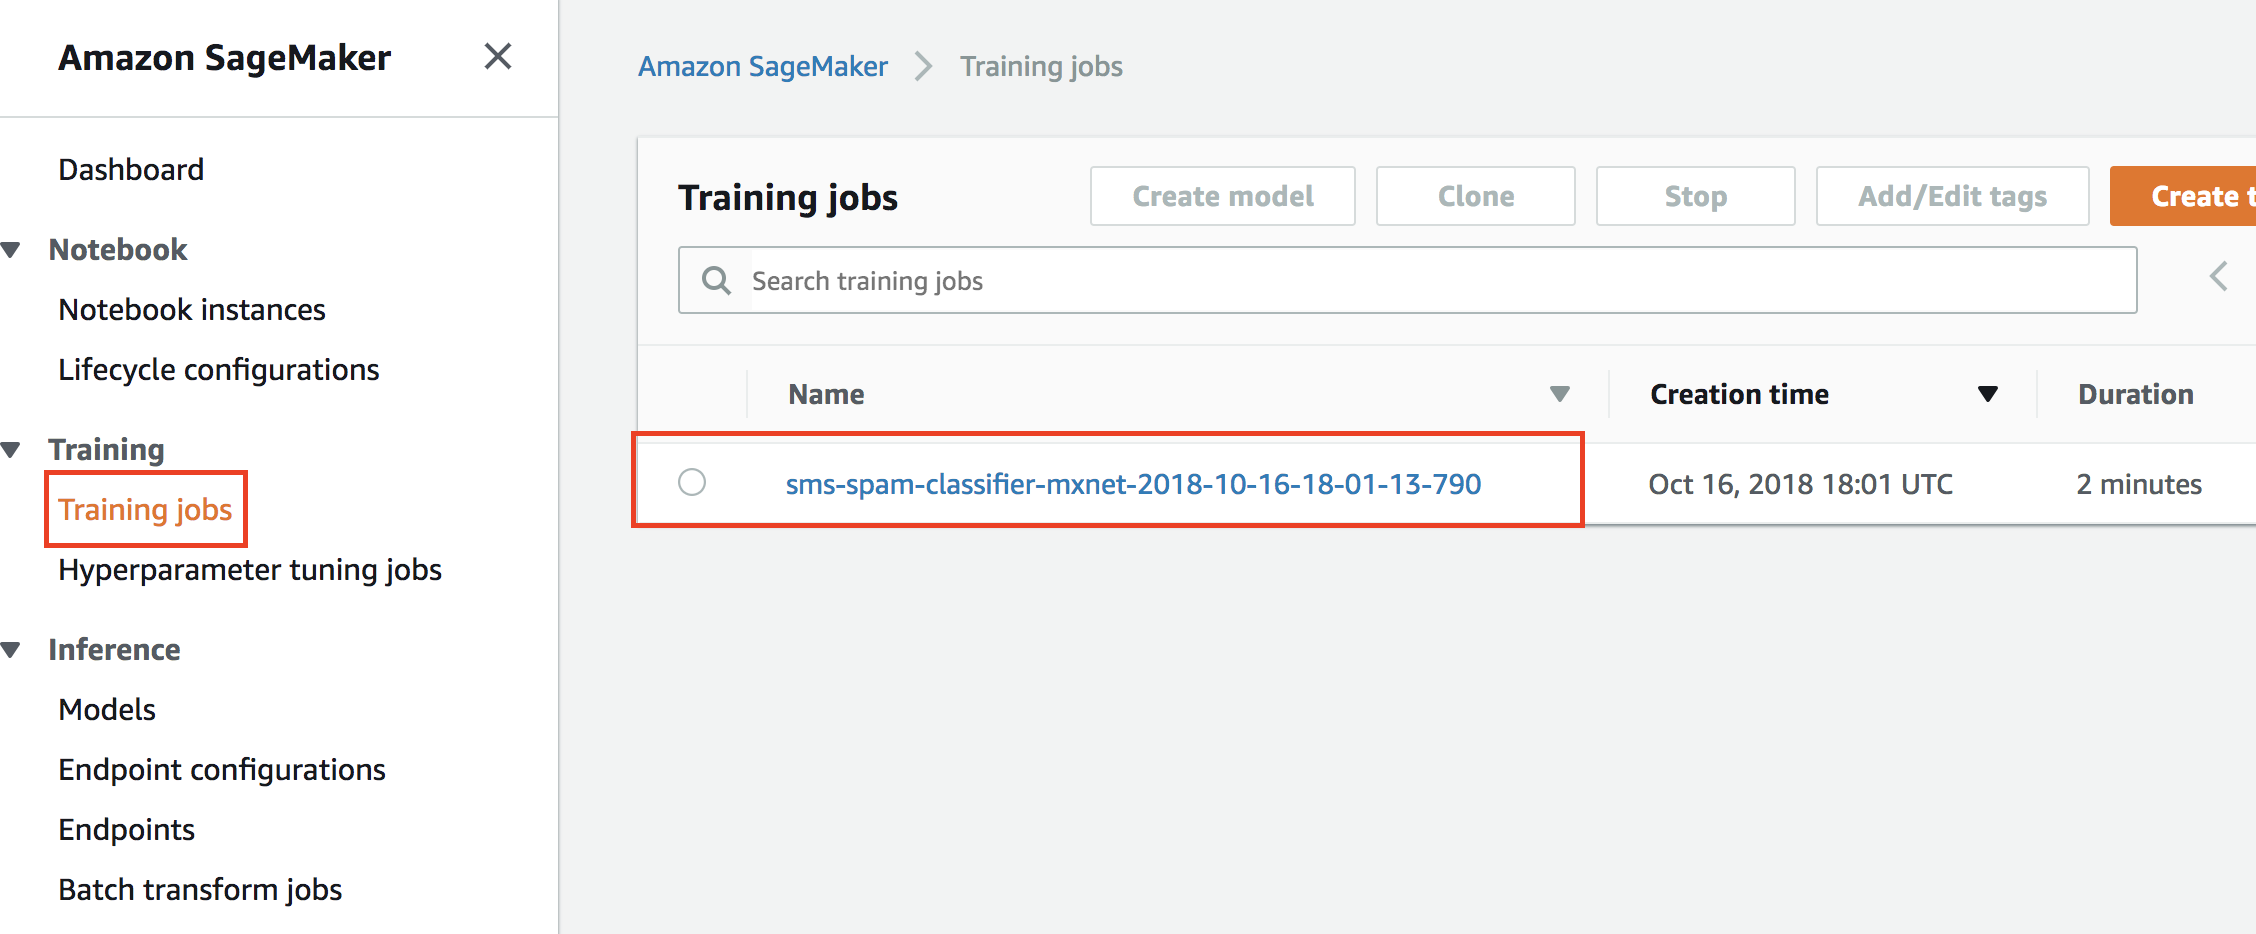 Amazon SageMaker
Dashboard
Notebook
Notebook instances
Lifecycle configurations
Training
Training jobs
Hyperparameter tuning jobs
Inference
Models
Endpoint configurations
Endpoints
Batch transform jobs
Amazon SageMaker Training jobs
Training jobs Create model Clone Stop Add/Edit tags Create t
Search training jobs
Name Creation time Duration
sms-spam-classifier-mxnet-2018-10-16-18-01-13-790 Oct 16, 2018 18:01 UTC 2 minutes